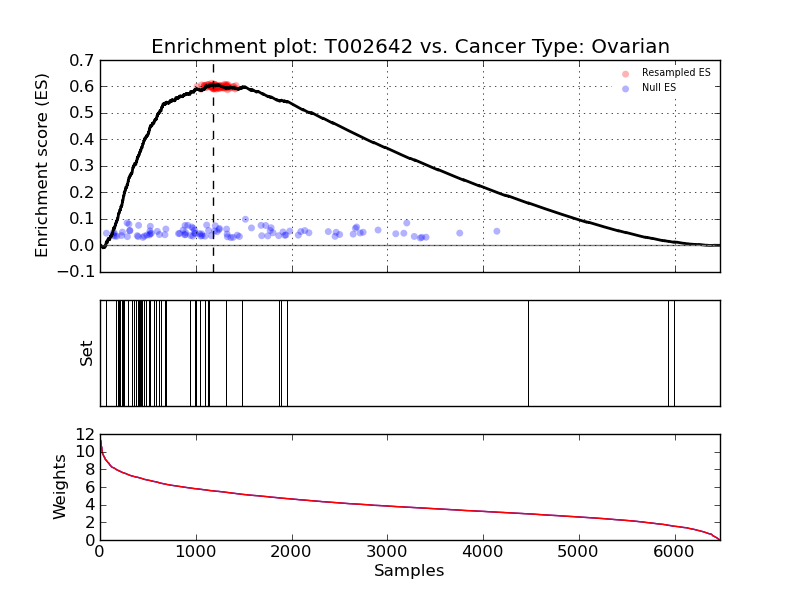 Enrichment plot: T002642 vs. Cancer Type: Ovarian
Enrichment score (ES)
0.7
0.6
0.5
0.4
0.3
0.2
0.1
0.0
−0.1
Resampled ES
Null ES
Set
Weights
12
10
8
6
4
2
0
0 1000 2000 3000 4000 5000 6000
Samples